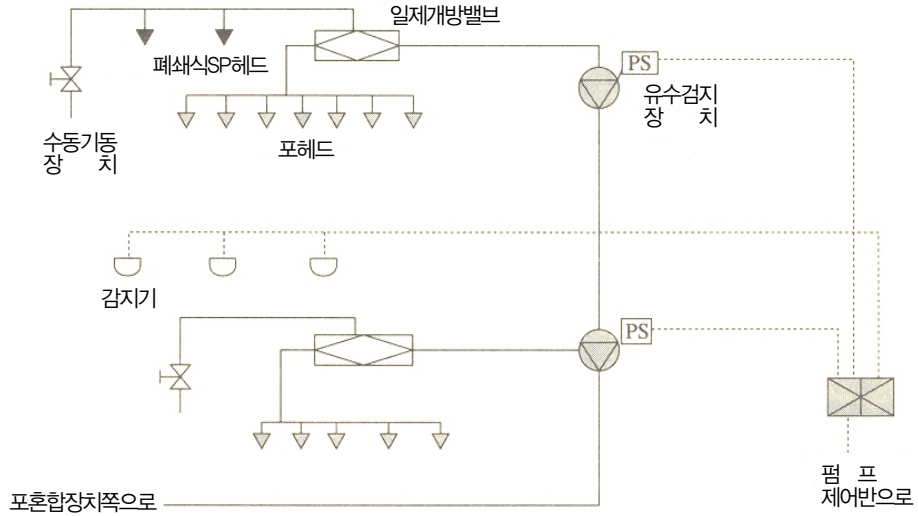 일제개방밸브
폐쇄식SP헤드
PS
유수검지
장 치
수동기동
장 치
포헤드
감지기
PS
펌 프
제어반으로
포혼합장치쪽으로